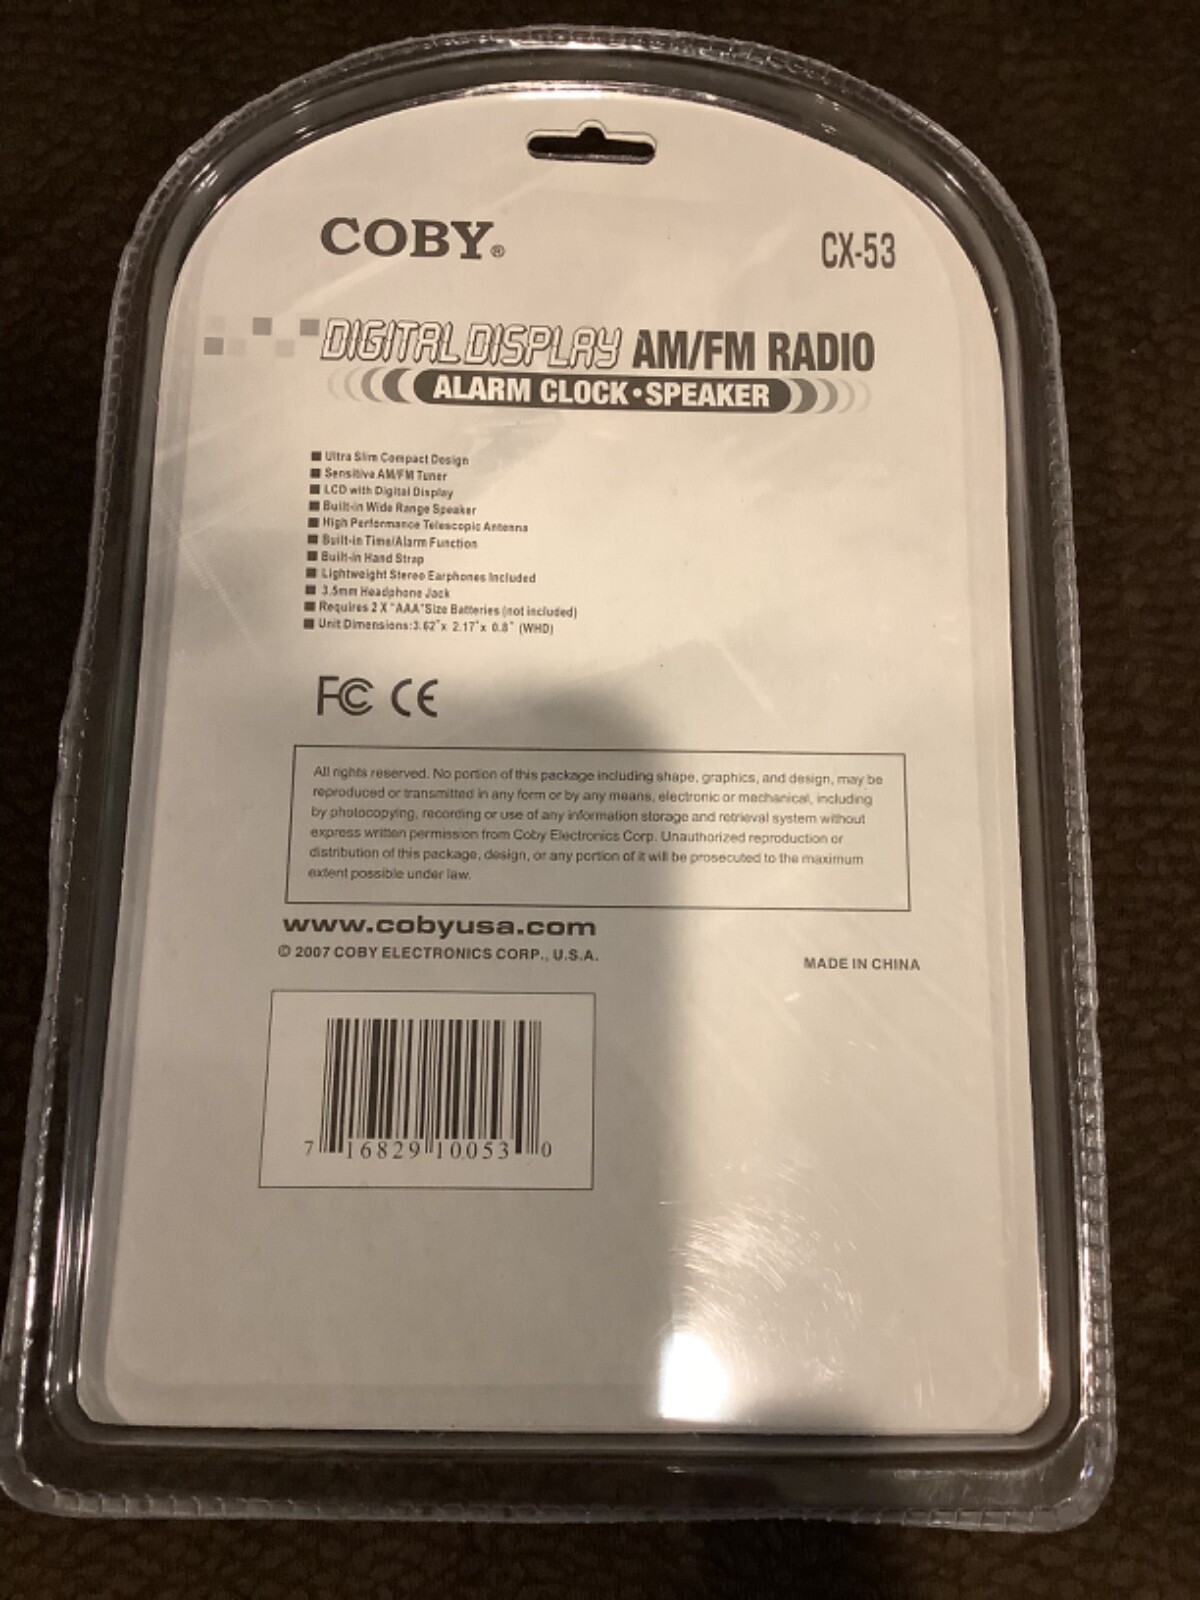 COBY®
CX-53
DIGITAL DISPLAY AM/FM RADIO
ALARM CLOCK•SPEAKER
■ Ultra Slim Compact Design
■ Sensitive AM/FM Tuner
■ LCD with Digital Display
■ Built-in Wide Range Speaker
■ High Performance Telescopic Antenna
■ Built-in Time/Alarm Function
■ Built-in Hand Strap
■ Lightweight Stereo Earphones Included
■ 3.5mm Headphone Jack
■ Requires 2 X "AAA"Size Batteries (not included)
■ Unit Dimensions:3.62"x 2.17"x 0.8" (WHD)
FC CE
All rights reserved. No portion of this package including shape, graphics, and design, may be
reproduced or transmitted in any form or by any means, electronic or mechanical, including
by photocopying, recording or use of any information storage and retrieval system without
express written permission from Coby Electronics Corp. Unauthorized reproduction or
distribution of this package, design, or any portion of it will be prosecuted to the maximum
extent possible under law.
www.cobyusa.com
© 2007 COBY ELECTRONICS CORP., U.S.A.
MADE IN CHINA
7 16829 10053 0